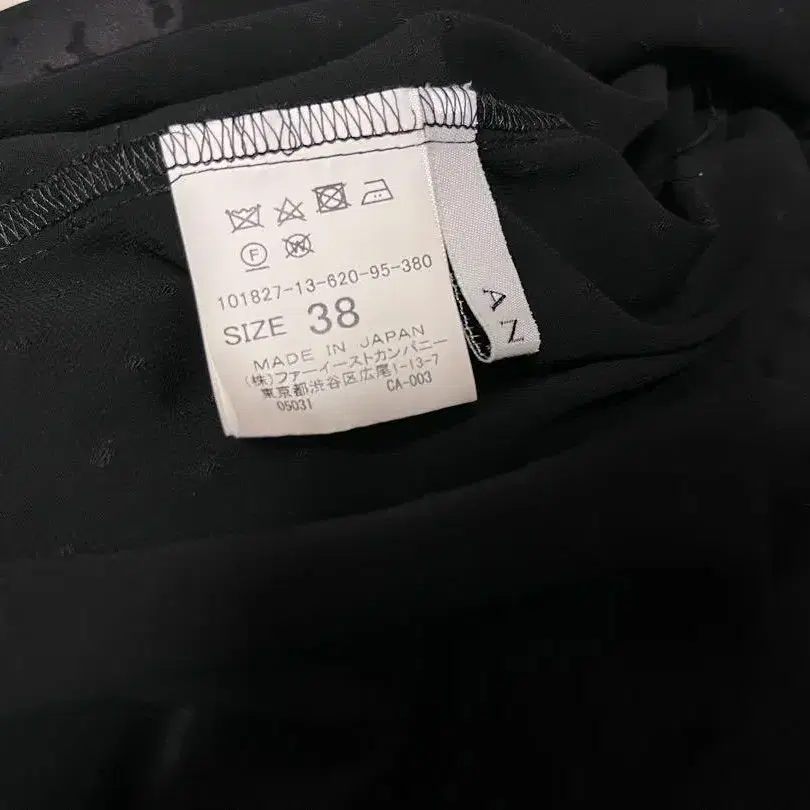 F
W
101827-13-620-95-380
SIZE 38
MADE IN JAPAN
(株)ファーイーストカンパニー
東京都渋谷区広尾1-13-7
05031 CA-003
AN